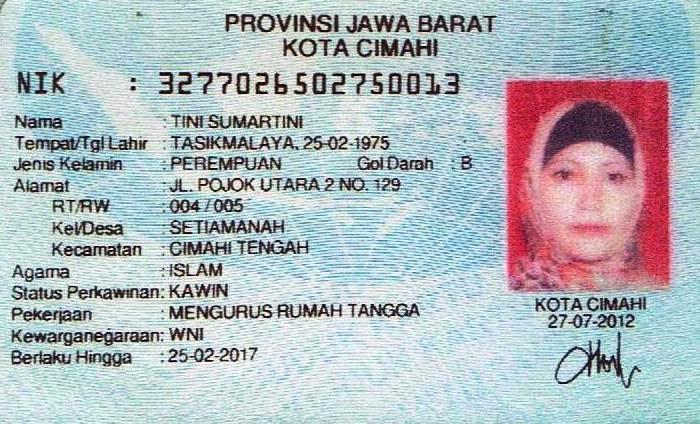 PROVINSI JAWA BARAT
KOTA CIMAHI
NIK : 3277026502750013
Nama : TINI SUMARTINI
Tempat/Tgl Lahir : TASIKMALAYA, 25-02-1975
Jenis Kelamin : PEREMPUAN Gol Darah : B
Alamat : JL. POJOK UTARA 2 NO. 129
RT/RW : 004 / 005
Kel/Desa : SETIAMANAH
Kecamatan : CIMAHI TENGAH
Agama : ISLAM
Status Perkawinan: KAWIN
Pekerjaan : MENGURUS RUMAH TANGGA
Kewarganegaraan: WNI
Berlaku Hingga : 25-02-2017
KOTA CIMAHI
27-07-2012